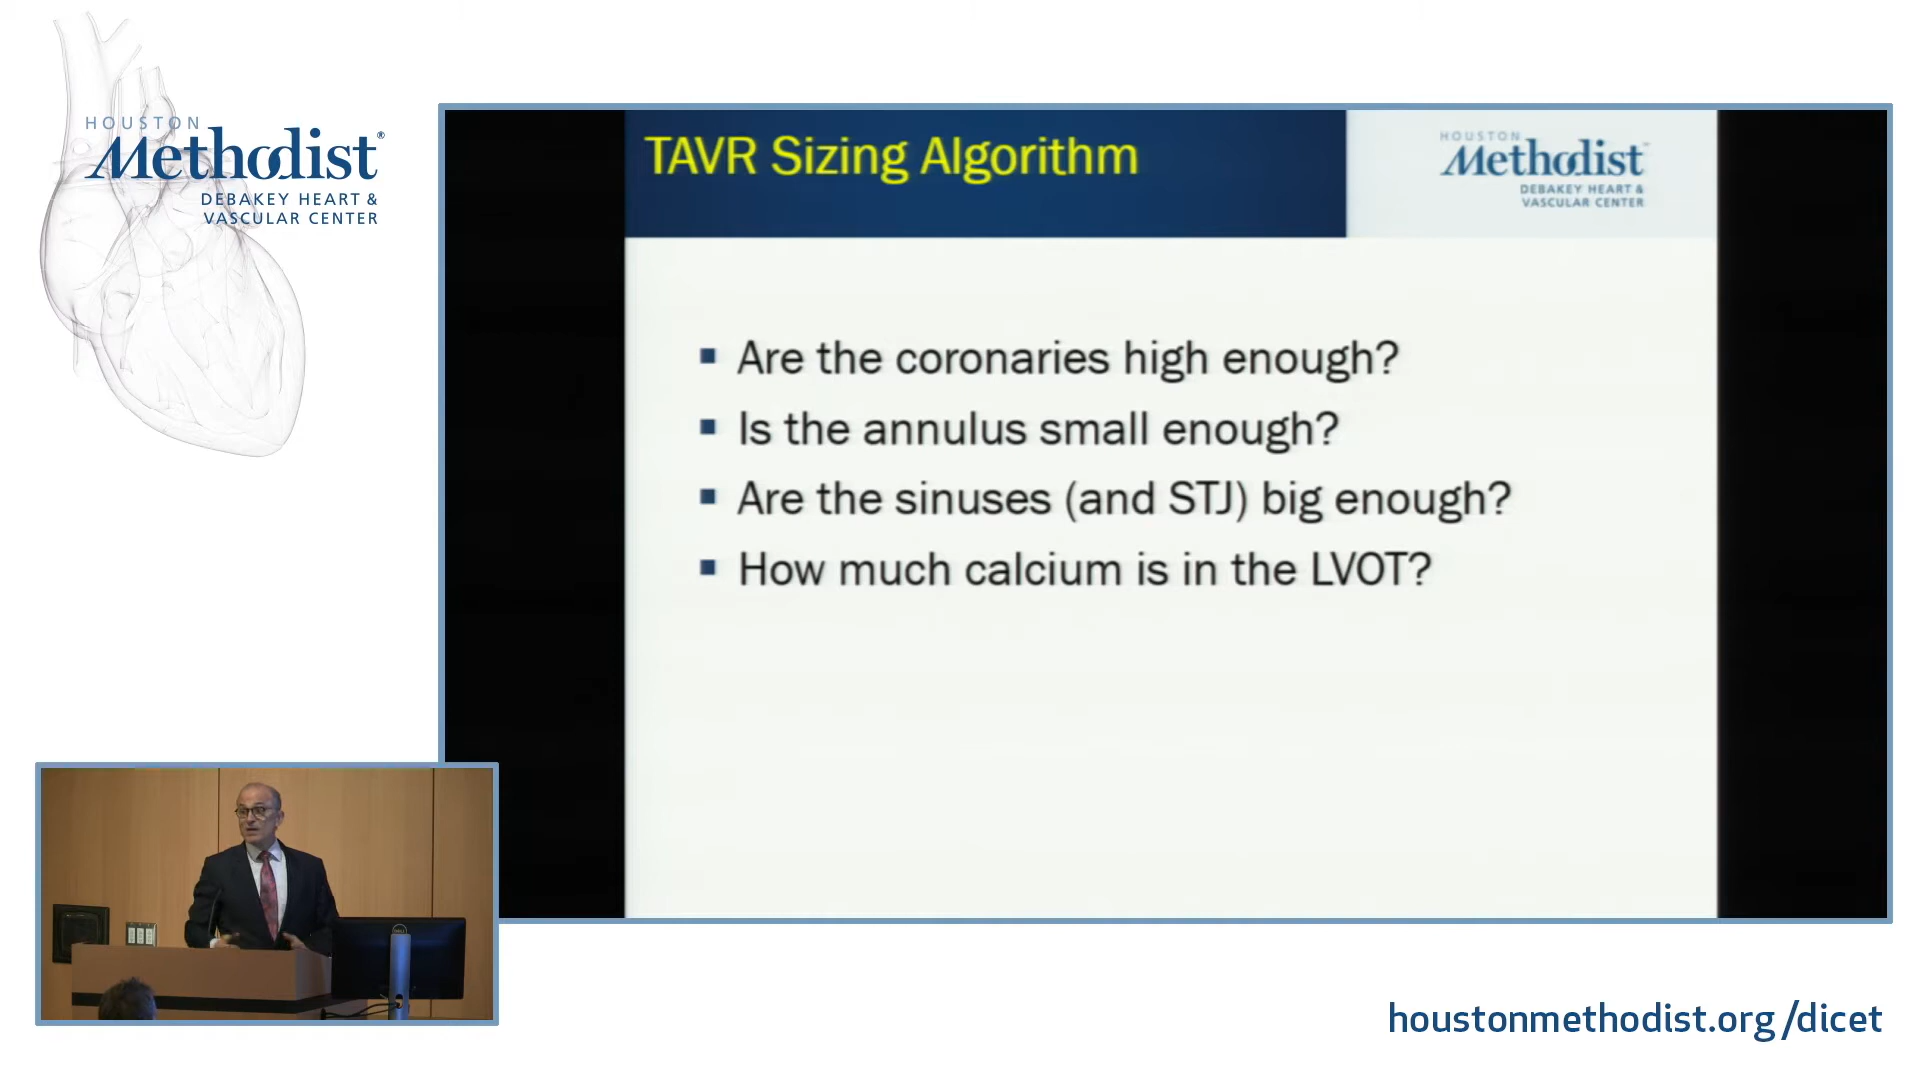 HOUSTON
Methodist®
DEBAKEY HEART &
VASCULAR CENTER
TAVR Sizing Algorithm
HOUSTON
Methodist
DEBAKEY HEART &
VASCULAR CENTER
▪ Are the coronaries high enough?
▪ Is the annulus small enough?
▪ Are the sinuses (and STJ) big enough?
▪ How much calcium is in the LVOT?
DELL
houstonmethodist.org/dicet